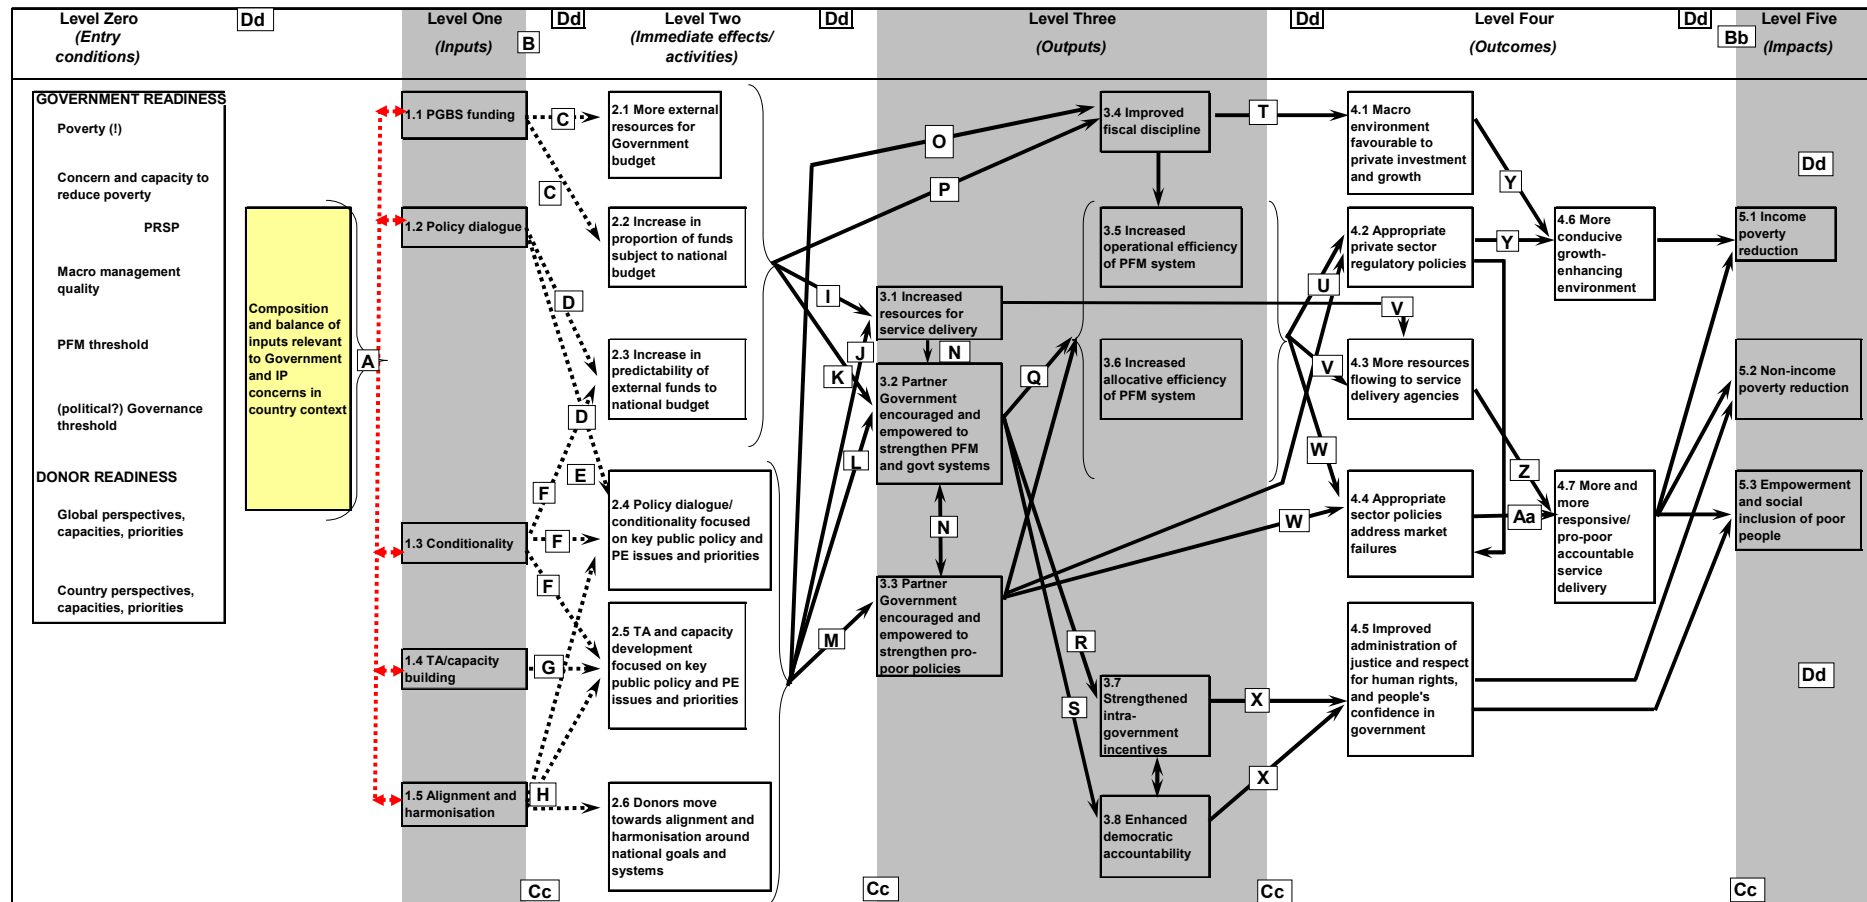 Level Zero
(Entry
conditions)
Dd
Level One
(Inputs)
B
Dd
Level Two
(Immediate effects/
activities)
Dd
Level Three
(Outputs)
Dd
Level Four
(Outcomes)
Dd
Bb
Level Five
(Impacts)
GOVERNMENT READINESS
Poverty (!)
Concern and capacity to
reduce poverty
PRSP
Macro management
quality
PFM threshold
(political?) Governance
threshold
DONOR READINESS
Global perspectives,
capacities, priorities
Country perspectives,
capacities, priorities
Composition
and balance of
inputs relevant
to Government
and IP
concerns in
country context
A
1.1 PGBS funding
1.2 Policy dialogue
1.3 Conditionality
1.4 TA/capacity
building
1.5 Alignment and
harmonisation
C
C
D
D
E
F
F
F
G
H
Cc
2.1 More external
resources for
Government
budget
2.2 Increase in
proportion of funds
subject to national
budget
2.3 Increase in
predictability of
external funds to
national budget
2.4 Policy dialogue/
conditionality focused
on key public policy and
PE issues and priorities
2.5 TA and capacity
development
focused on key
public policy and PE
issues and priorities
2.6 Donors move
towards alignment and
harmonisation around
national goals and
systems
O
P
I
J
K
L
M
Cc
3.1 Increased
resources for
service delivery
N
3.2 Partner
Government
encouraged and
empowered to
strengthen PFM
and govt systems
N
3.3 Partner
Government
encouraged and
empowered to
strengthen pro-
poor policies
Q
R
S
3.4 Improved
fiscal discipline
3.5 Increased
operational efficiency
of PFM system
3.6 Increased
allocative efficiency
of PFM system
3.7
Strengthened
intra-
government
incentives
3.8 Enhanced
democratic
accountability
T
U
V
V
W
W
X
X
Cc
4.1 Macro
environment
favourable to
private investment
and growth
4.2 Appropriate
private sector
regulatory policies
4.3 More resources
flowing to service
delivery agencies
4.4 Appropriate
sector policies
address market
failures
4.5 Improved
administration of
justice and respect
for human rights,
and people's
confidence in
government
Y
Y
Z
Aa
4.6 More
conducive
growth-
enhancing
environment
4.7 More and
more
responsive/
pro-poor
accountable
service
delivery
Dd
5.1 Income
poverty
reduction
5.2 Non-income
poverty reduction
5.3 Empowerment
and social
inclusion of poor
people
Dd
Cc